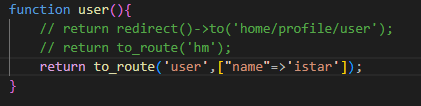 function user(){
// return redirect()->to('home/profile/user');
// return to_route('hm');
return to_route('user',["name"=>'istar']);
}